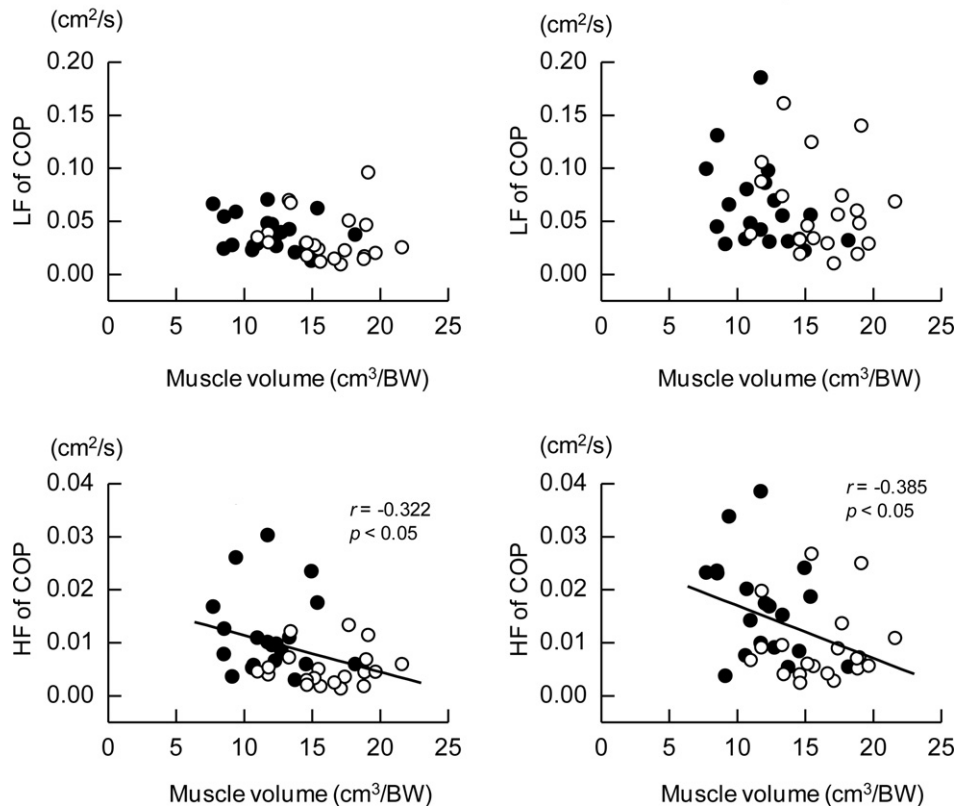 (cm²/s)
LF of COP
0.20
0.15
0.10
0.05
0.00
0 5 10 15 20 25
Muscle volume (cm³/BW)
(cm²/s)
LF of COP
0.20
0.15
0.10
0.05
0.00
0 5 10 15 20 25
Muscle volume (cm³/BW)
(cm²/s)
HF of COP
0.04
0.03
0.02
0.01
0.00
r = -0.322
p < 0.05
0 5 10 15 20 25
Muscle volume (cm³/BW)
(cm²/s)
HF of COP
0.04
0.03
0.02
0.01
0.00
r = -0.385
p < 0.05
0 5 10 15 20 25
Muscle volume (cm³/BW)